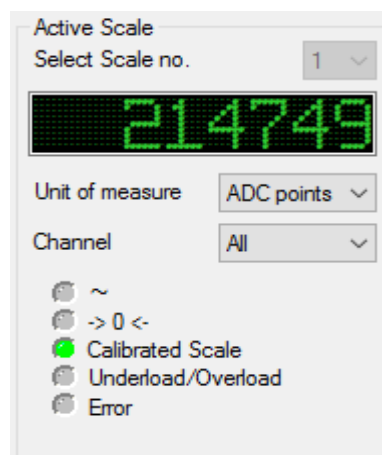 Active Scale
Select Scale no. 1
214749
Unit of measure ADC points
Channel All
~
-> 0 <-
Calibrated Scale
Underload/Overload
Error